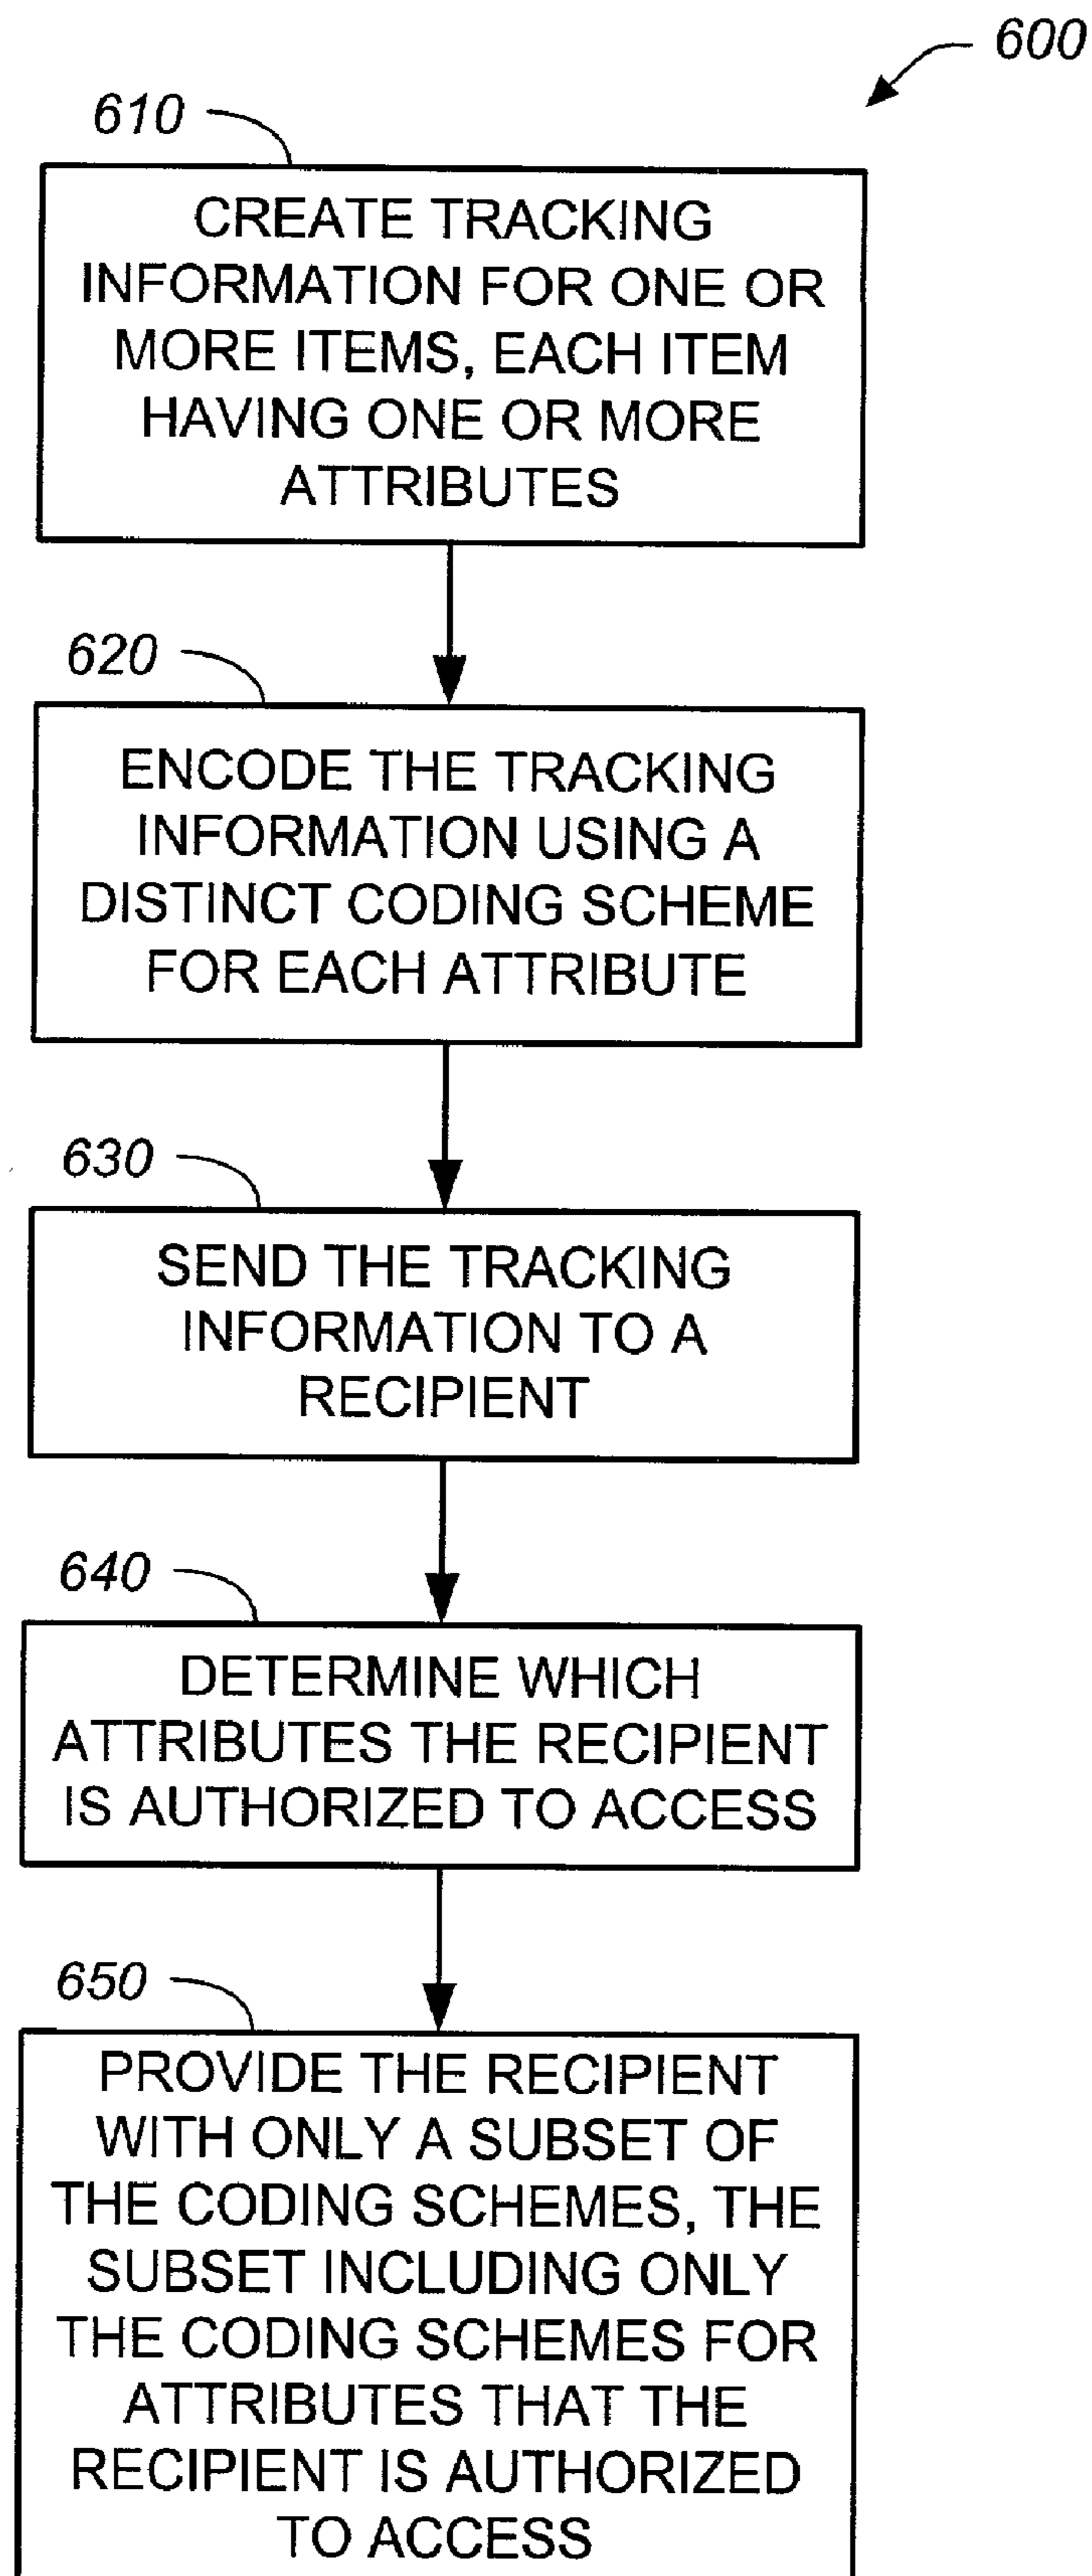 600
610
CREATE TRACKING
INFORMATION FOR ONE OR
MORE ITEMS, EACH ITEM
HAVING ONE OR MORE
ATTRIBUTES
620
ENCODE THE TRACKING
INFORMATION USING A
DISTINCT CODING SCHEME
FOR EACH ATTRIBUTE
630
SEND THE TRACKING
INFORMATION TO A
RECIPIENT
640
DETERMINE WHICH
ATTRIBUTES THE RECIPIENT
IS AUTHORIZED TO ACCESS
650
PROVIDE THE RECIPIENT
WITH ONLY A SUBSET OF
THE CODING SCHEMES, THE
SUBSET INCLUDING ONLY
THE CODING SCHEMES FOR
ATTRIBUTES THAT THE
RECIPIENT IS AUTHORIZED
TO ACCESS